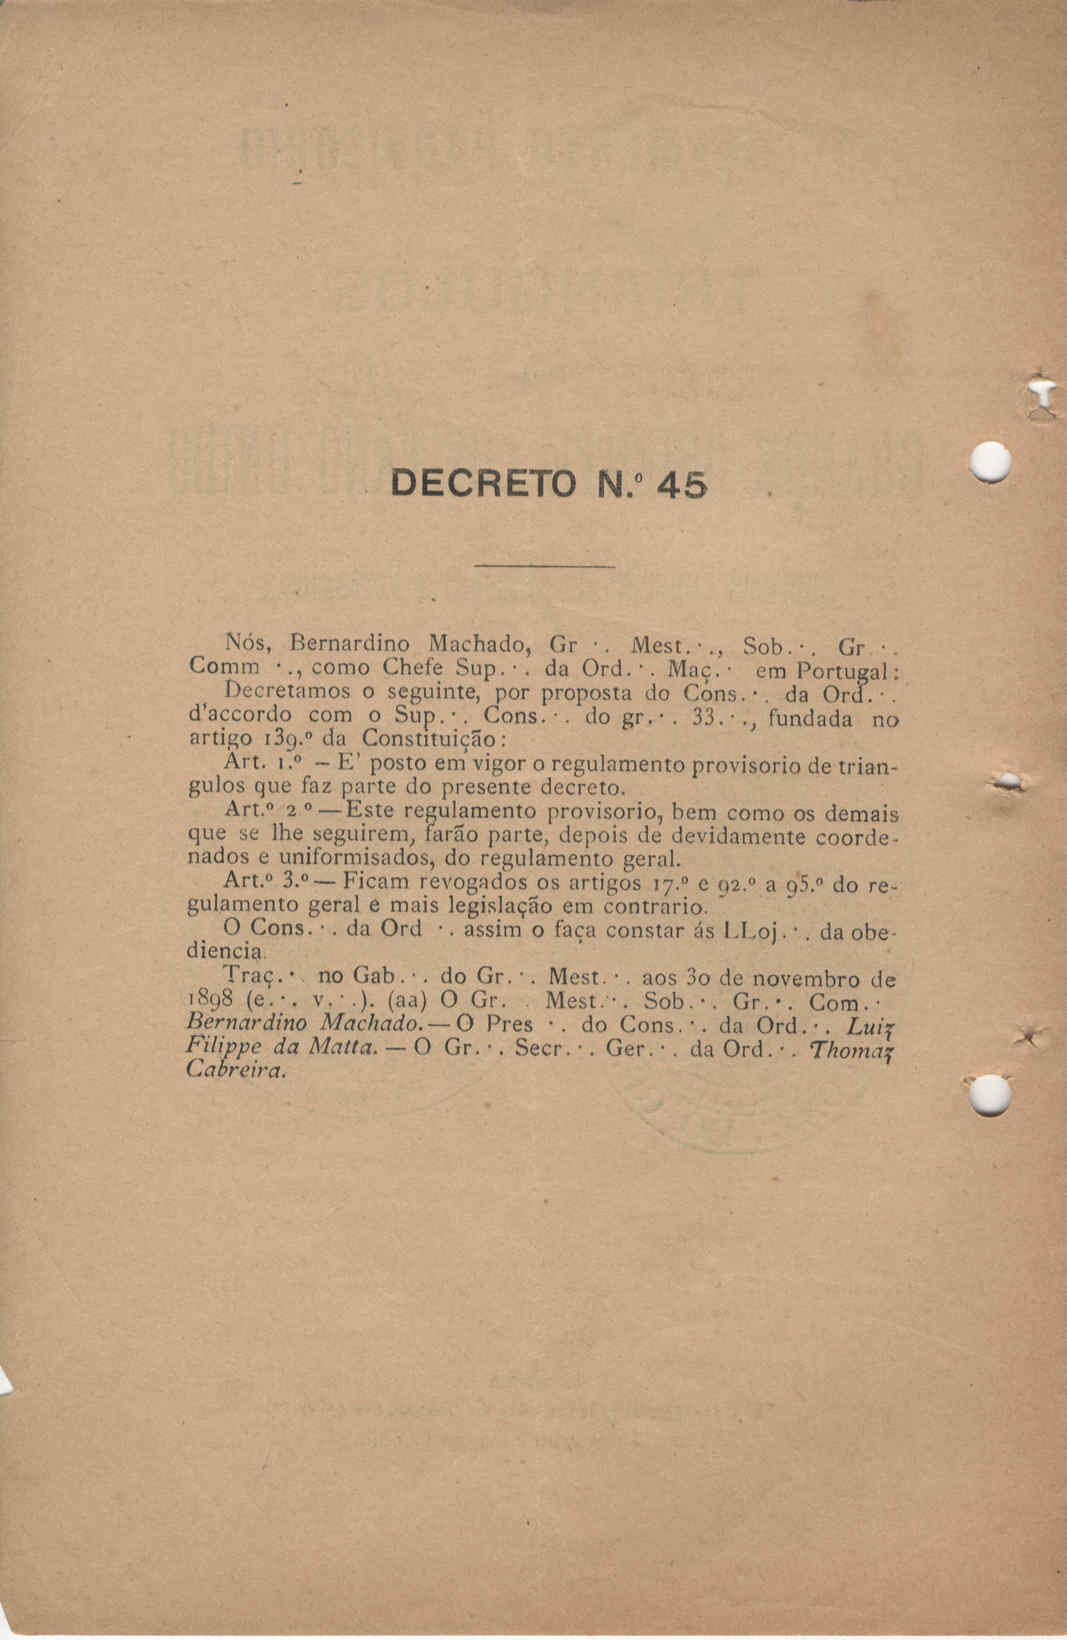 DECRETO N.º 45
Nós, Bernardino Machado, Gr ∴ Mest.∴, Sob.∴ Gr ∴
Comm ∴, como Chefe Sup.∴ da Ord.∴ Maç.∴ em Portugal:
Decretamos o seguinte, por proposta do Cons.∴ da Ord.∴
d'accordo com o Sup.∴ Cons.∴ do gr.∴ 33.∴, fundada no
artigo 139.º da Constituição:
Art. 1.º — E' posto em vigor o regulamento provisorio de trian-
gulos que faz parte do presente decreto.
Art.º 2 º — Este regulamento provisorio, bem como os demais
que se lhe seguirem, farão parte, depois de devidamente coorde-
nados e uniformisados, do regulamento geral.
Art.º 3.º — Ficam revogados os artigos 17.º e 92.º a 95.º do re-
gulamento geral e mais legislação em contrario.
O Cons.∴ da Ord ∴ assim o faça constar ás LLoj.∴ da obe-
diencia.
Traç.∴ no Gab.∴ do Gr.∴ Mest.∴ aos 30 de novembro de
1898 (e.∴ v.∴). (aa) O Gr.∴ Mest.∴ Sob.∴ Gr.∴ Com.∴
Bernardino Machado. — O Pres ∴ do Cons.∴ da Ord.∴ Luiz
Filippe da Matta. — O Gr.∴ Secr.∴ Ger.∴ da Ord.∴ Thomaz
Cabreira.